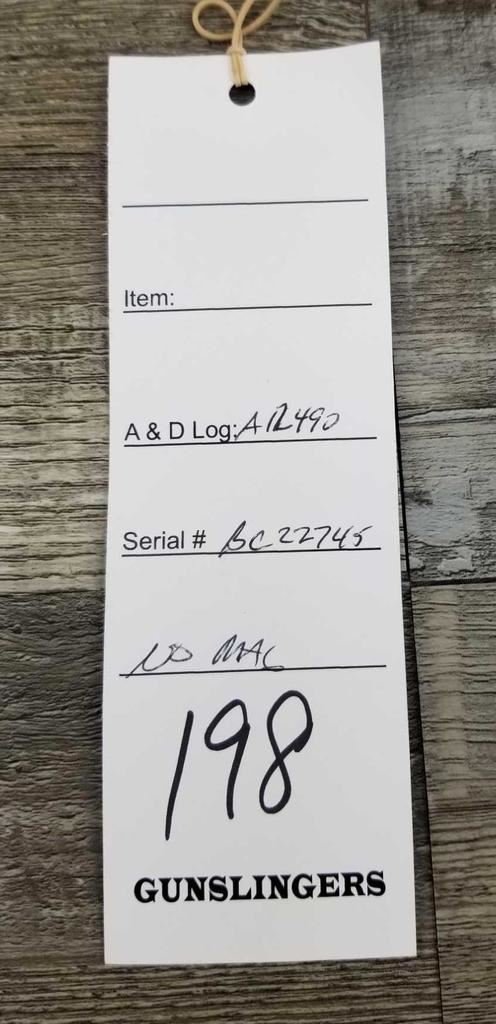 Item:
A & D Log: AR490
Serial # BC22745
NO MAG
198
GUNSLINGERS